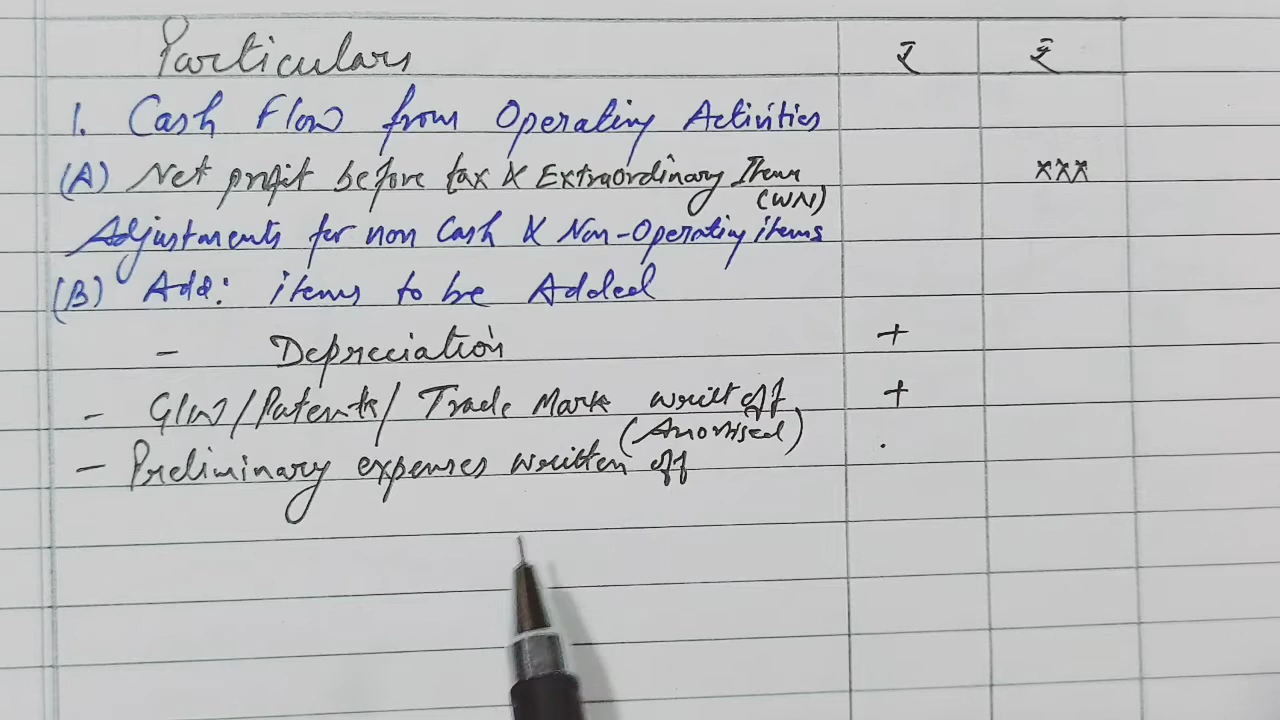 Particulars ₹ ₹
1. Cash Flow from Operating Activities
(A) Net profit before tax & Extraordinary Items xxx
(WN)
Adjustments for non Cash & Non-Operating items
(B) Add: items to be Added
- Depreciation +
- G/W/Patents/Trade Mark writt off +
(Amortised)
- Preliminary expenses written off .